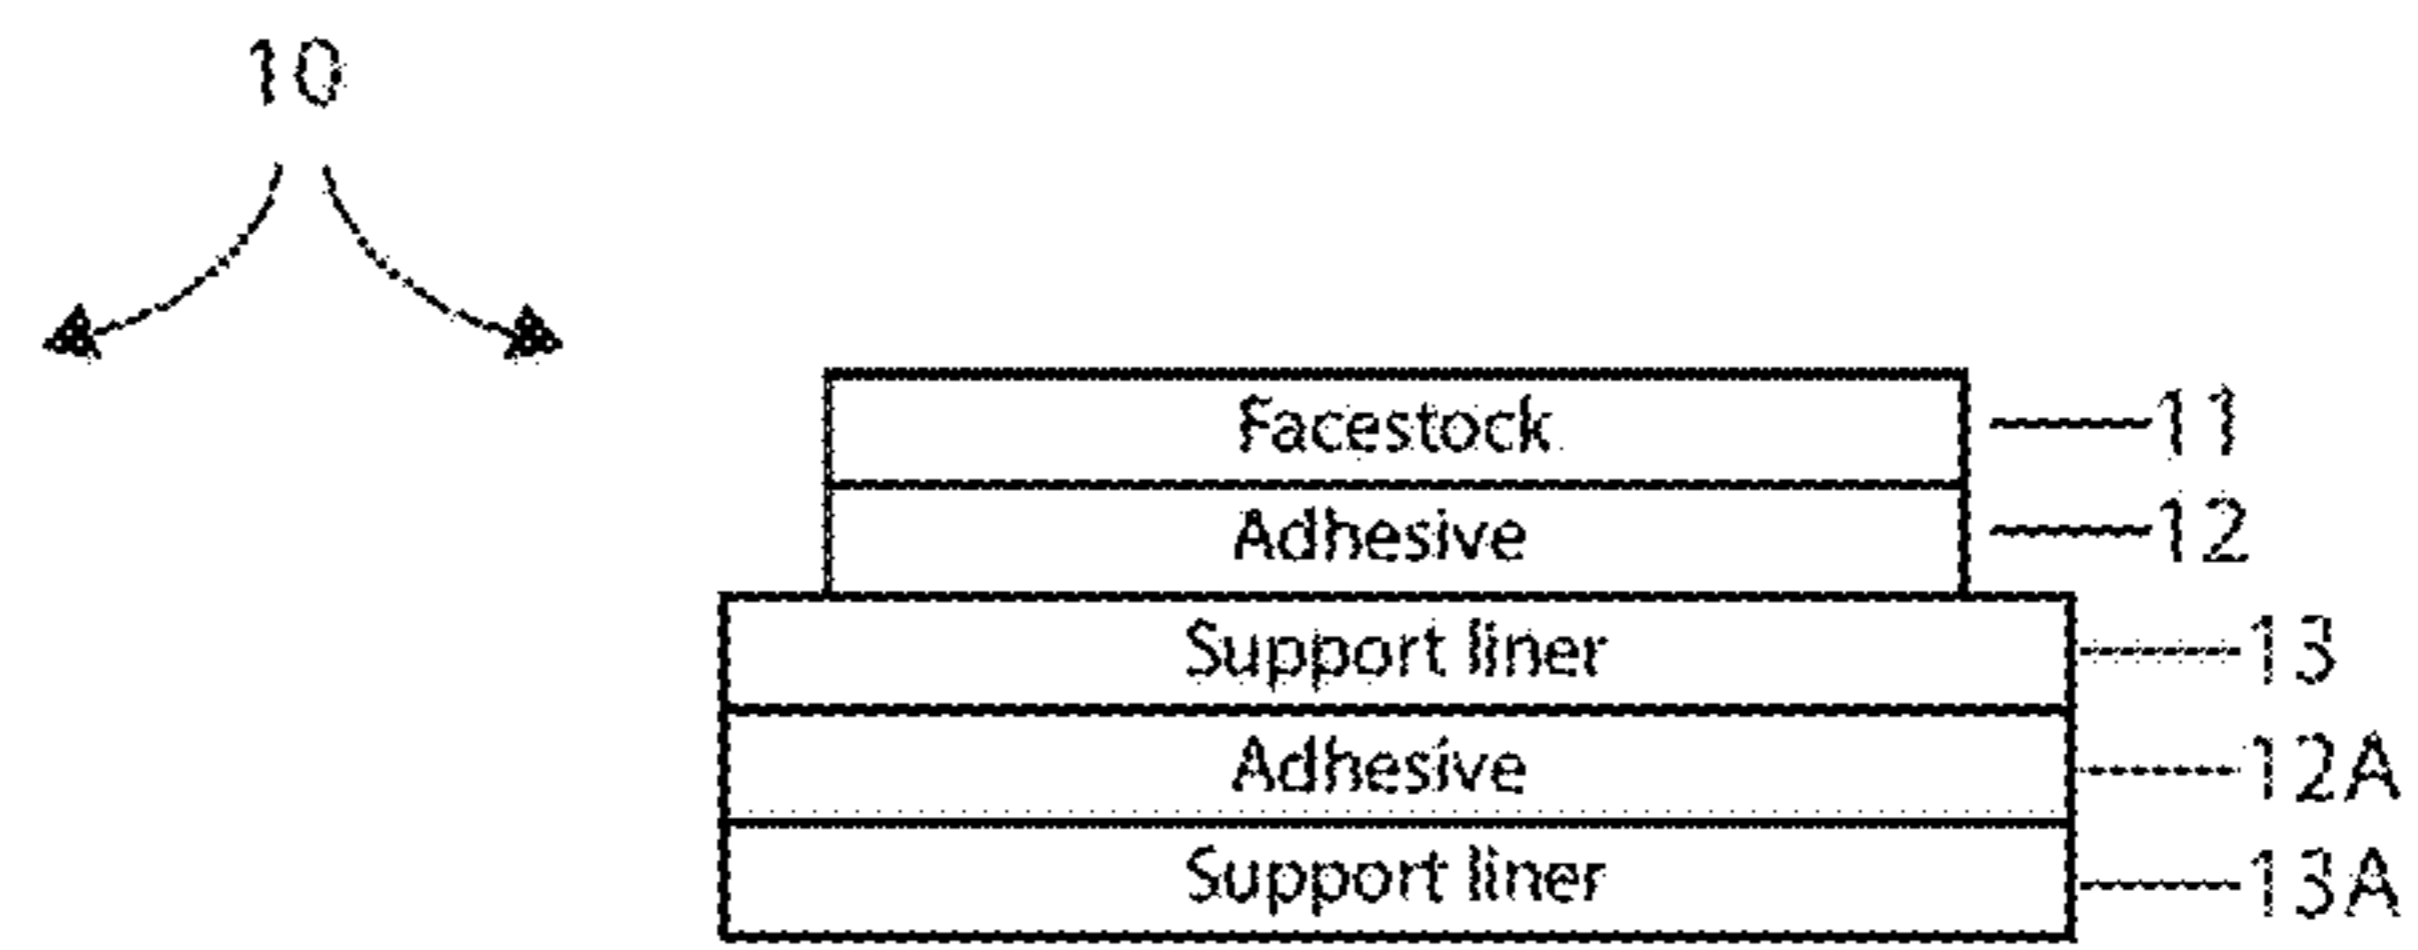 10
Facestock 11
Adhesive 12
Support liner 13
Adhesive 12A
Support liner 13A